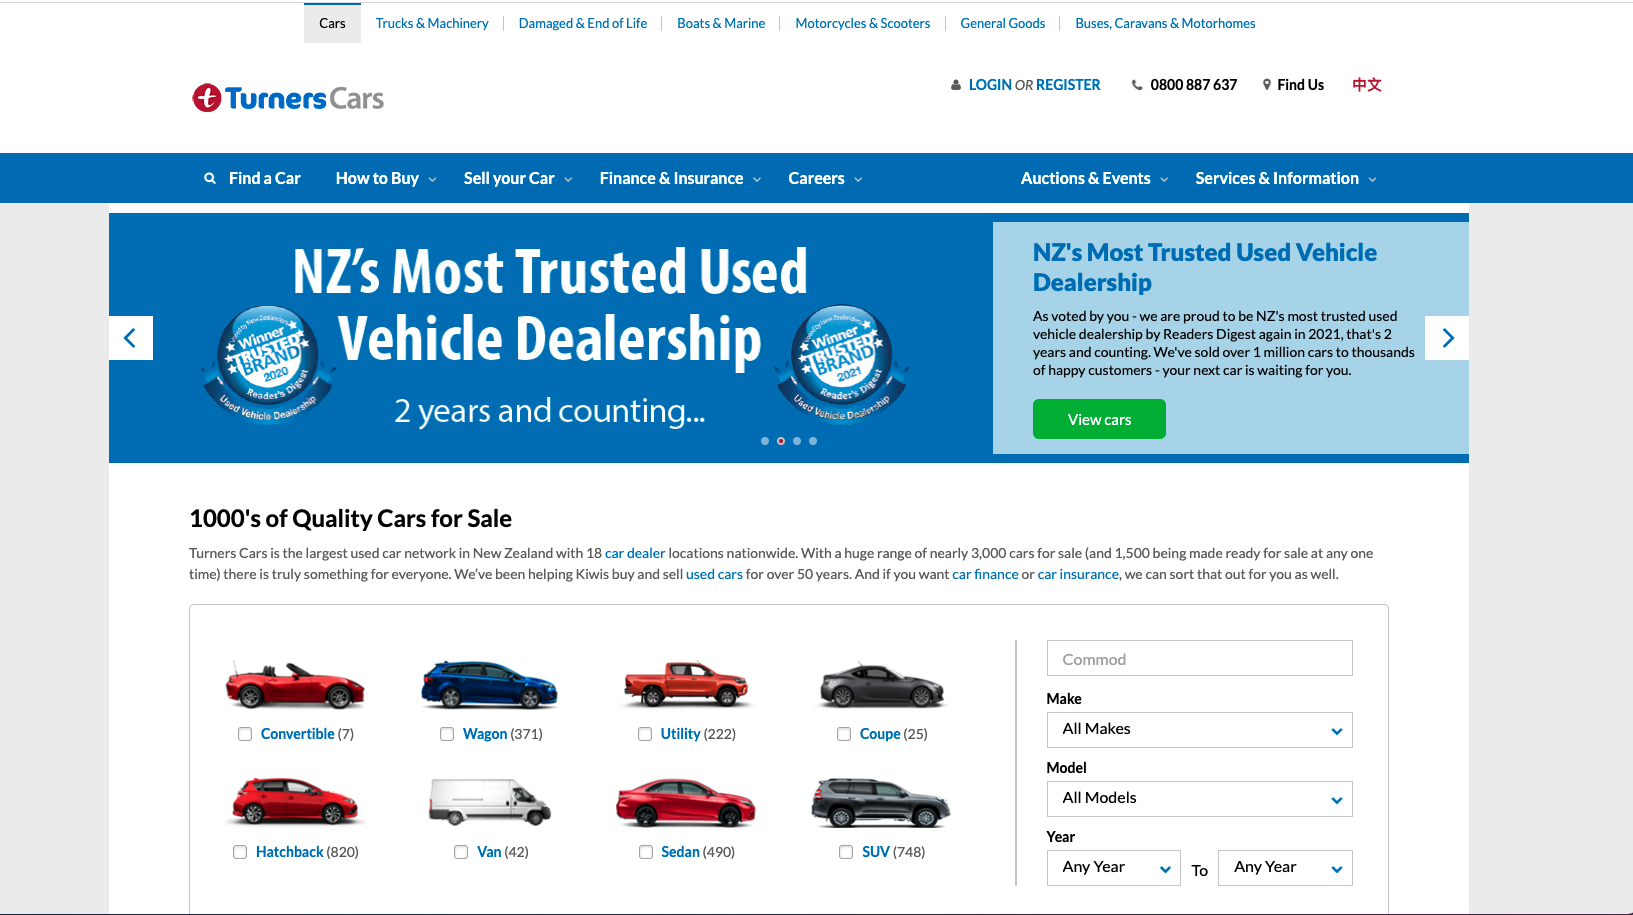 Cars
Trucks & Machinery
Damaged & End of Life
Boats & Marine
Motorcycles & Scooters
General Goods
Buses, Caravans & Motorhomes
t Turners Cars
LOGIN OR REGISTER
0800 887 637
Find Us
中文
Find a Car
How to Buy
Sell your Car
Finance & Insurance
Careers
Auctions & Events
Services & Information
NZ's Most Trusted Used
Vehicle Dealership
2 years and counting...
Voted by New Zealanders
Winner
TRUSTED
BRAND
2020
Reader's Digest
Used Vehicle Dealership
Voted by New Zealanders
Winner
TRUSTED
BRAND
2021
Reader's Digest
Used Vehicle Dealership
NZ's Most Trusted Used Vehicle
Dealership
As voted by you - we are proud to be NZ's most trusted used
vehicle dealership by Readers Digest again in 2021, that's 2
years and counting. We've sold over 1 million cars to thousands
of happy customers - your next car is waiting for you.
View cars
1000's of Quality Cars for Sale
Turners Cars is the largest used car network in New Zealand with 18 car dealer locations nationwide. With a huge range of nearly 3,000 cars for sale (and 1,500 being made ready for sale at any one
time) there is truly something for everyone. We've been helping Kiwis buy and sell used cars for over 50 years. And if you want car finance or car insurance, we can sort that out for you as well.
Convertible (7)
Wagon (371)
Utility (222)
Coupe (25)
Hatchback (820)
Van (42)
Sedan (490)
SUV (748)
Commod
Make
All Makes
Model
All Models
Year
Any Year
To
Any Year